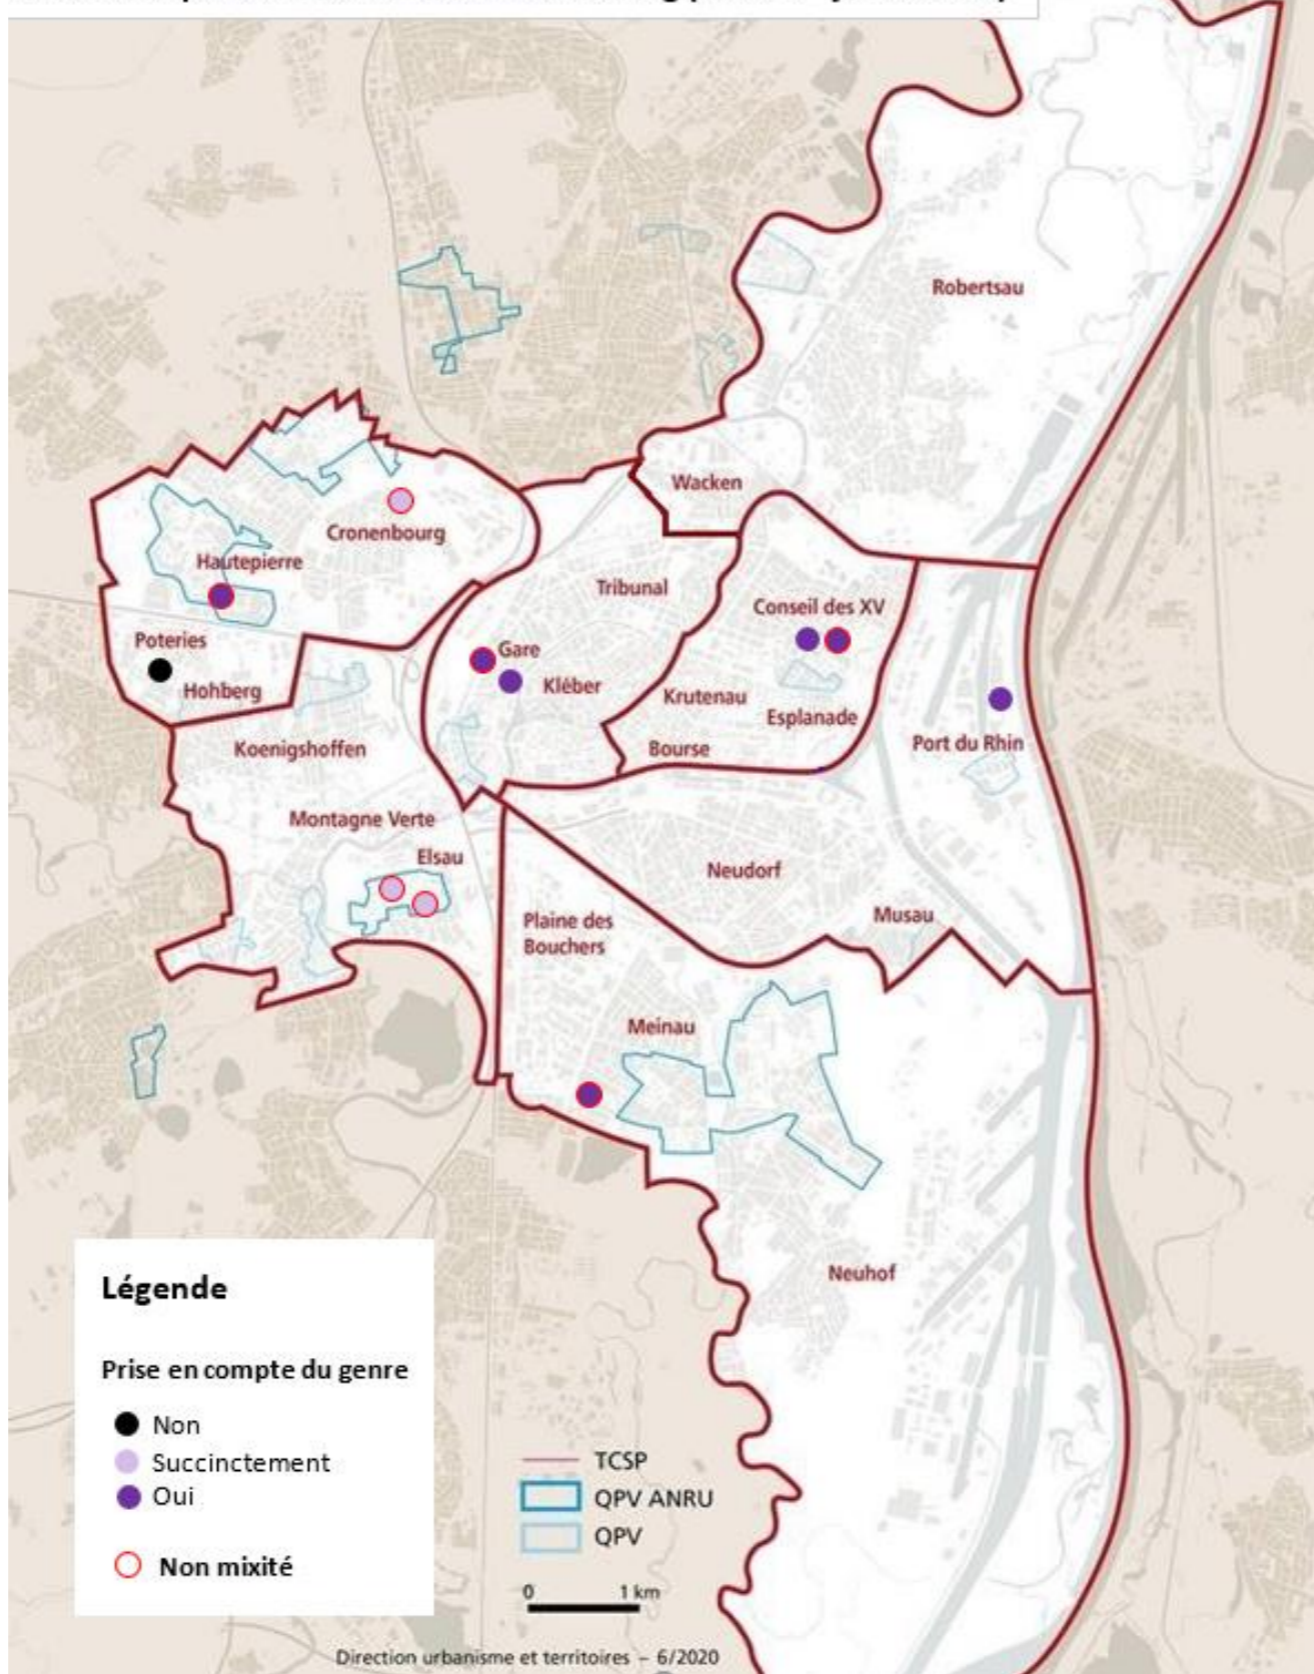 Robertsau
Wacken
Cronenbourg
Hautepierre
Tribunal
Conseil des XV
Poteries
Gare
Hohberg
Kléber
Krutenau
Esplanade
Koenigshoffen
Bourse
Port du Rhin
Montagne Verte
Elsau
Neudorf
Plaine des
Bouchers
Musau
Meinau
Neuhof
Légende
Prise en compte du genre
Non
Succinctement
Oui
Non mixité
TCSP
QPV ANRU
QPV
0 1 km
Direction urbanisme et territoires – 6/2020